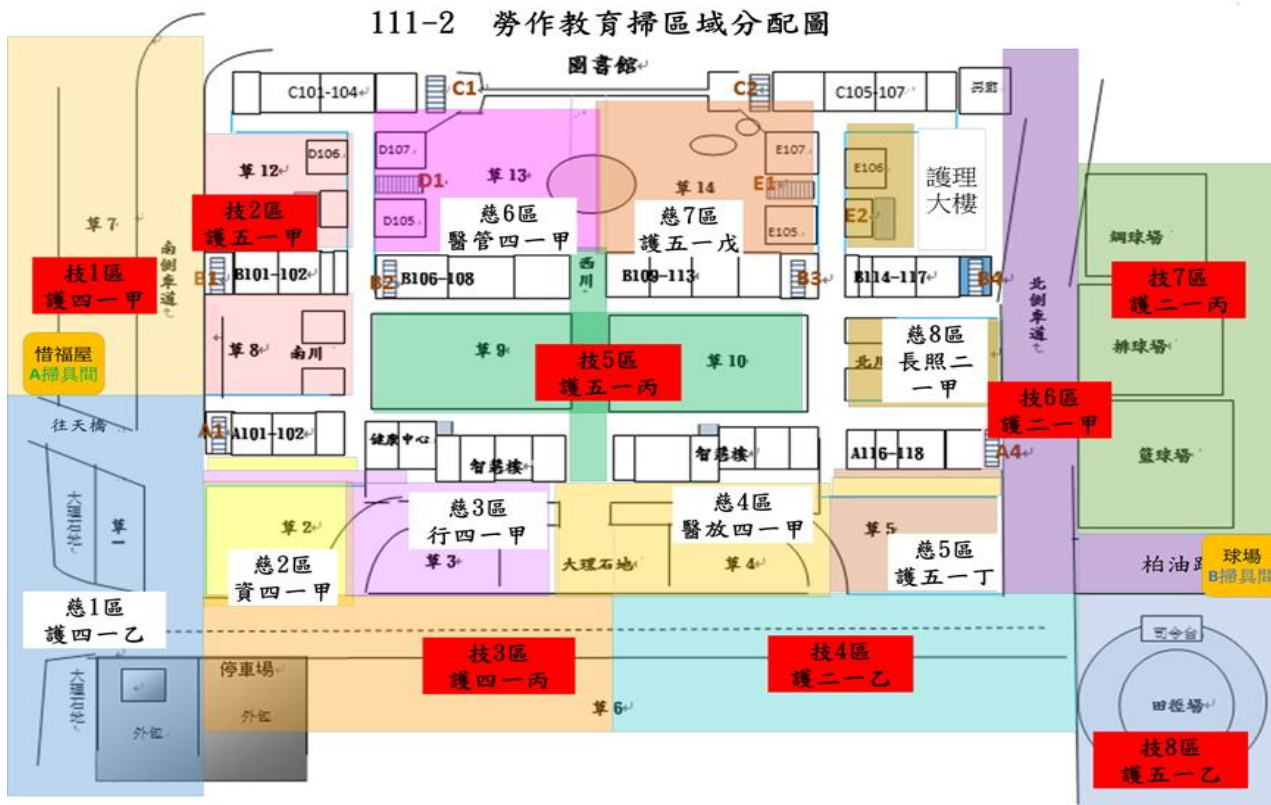 111-2 勞作教育掃區域分配圖
圖書館
C101-104
C1
C2
C105-107
草12
D106
D107
D1
草13
D105
草14
E107
E1
E105
E106
E2
護理
大樓
草7
南側車道
技2區
護五一甲
慈6區
醫管四一甲
慈7區
護五一戊
技1區
護四一甲
B1
B101-102
B2
B106-108
西川
B109-113
B3
B114-117
B4
北側車道
鋼球場
技7區
護二一丙
排球場
籃球場
惜福屋
A掃具間
草8
南川
草9
技5區
護五一丙
草10
慈8區
長照二
一甲
北川
技6區
護二一甲
往天橋
A1
A101-102
健康中心
智慧樓
智慧樓
A116-118
A4
草一
草2
慈2區
資四一甲
慈3區
行四一甲
草3
大理石地
慈4區
醫放四一甲
草4
草5
慈5區
護五一丁
柏油路
球場
B掃具間
慈1區
護四一乙
停車場
外包
外包
技3區
護四一丙
草6
技4區
護二一乙
司令台
田徑場
技8區
護五一乙